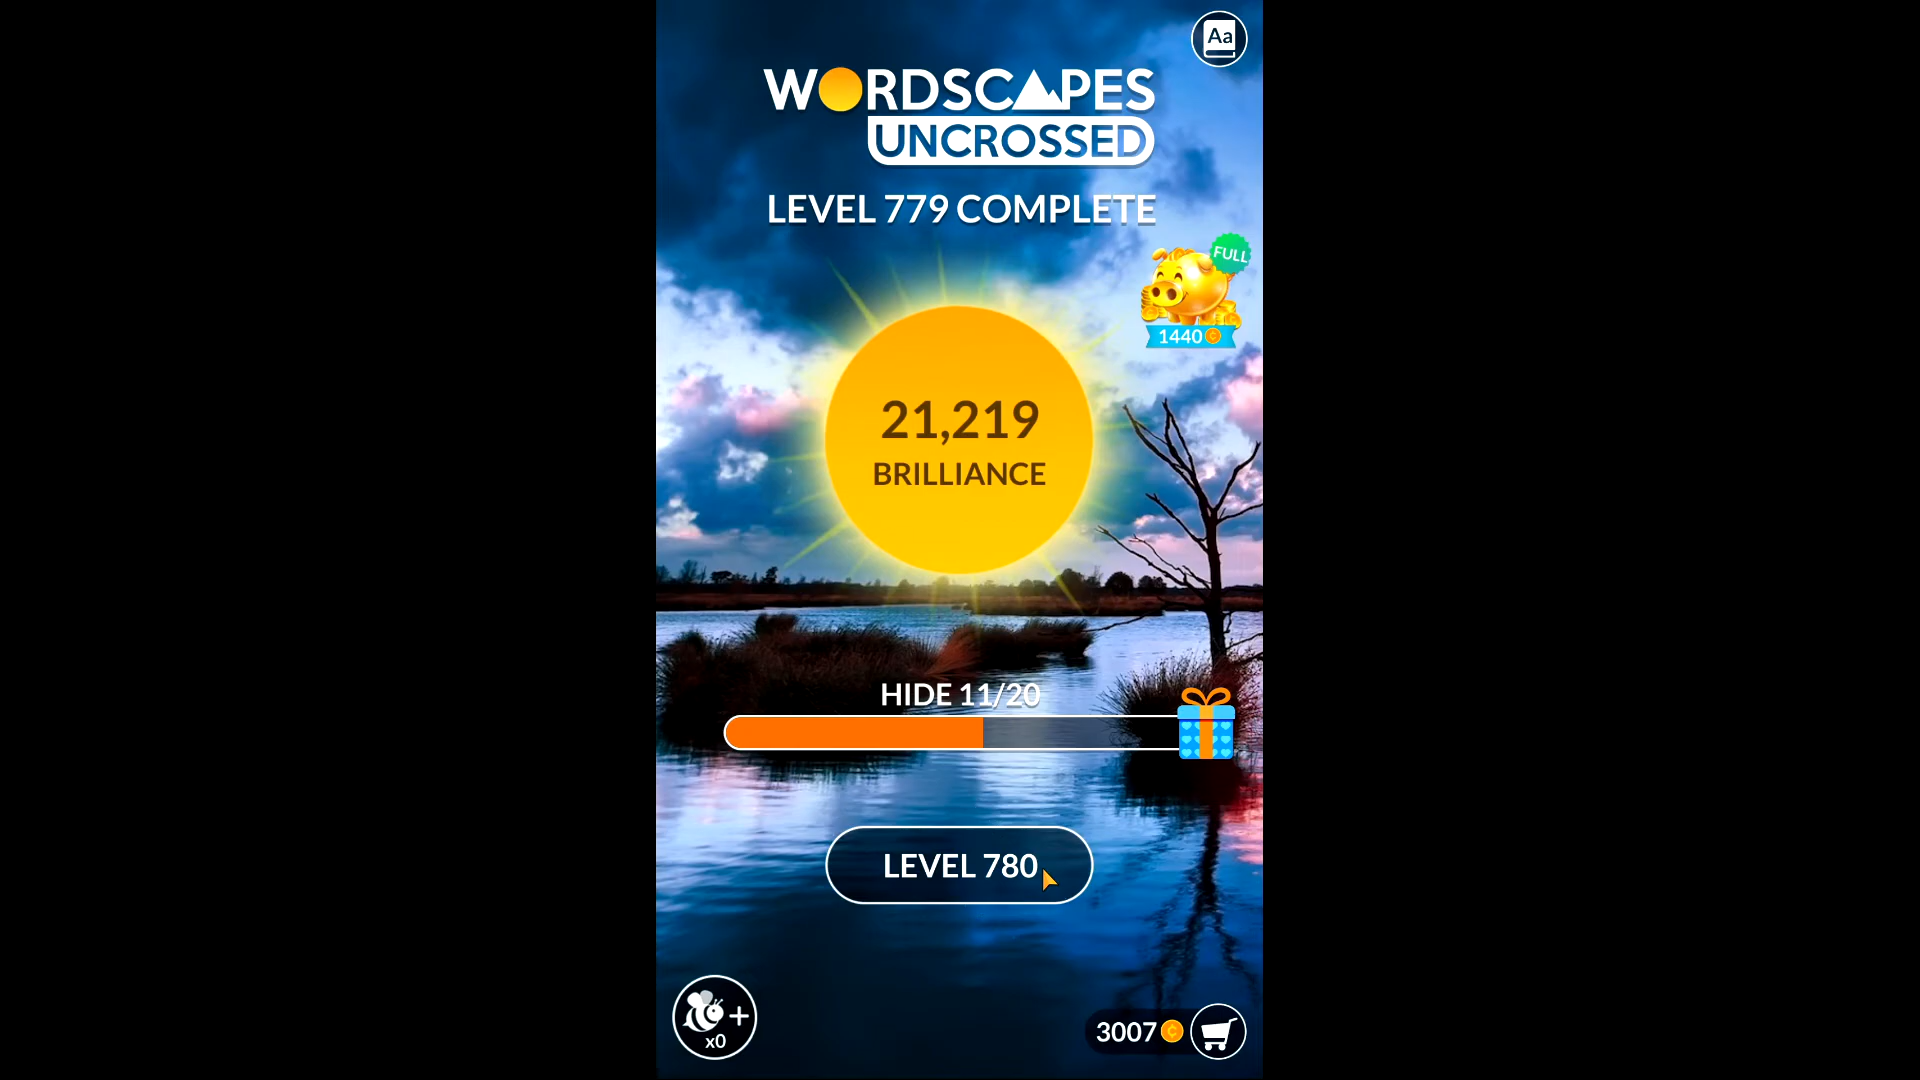 Aa
WORDSCAPES
UNCROSSED
LEVEL 779 COMPLETE
FULL
1440
21,219
BRILLIANCE
HIDE 11/20
LEVEL 780
x0
3007